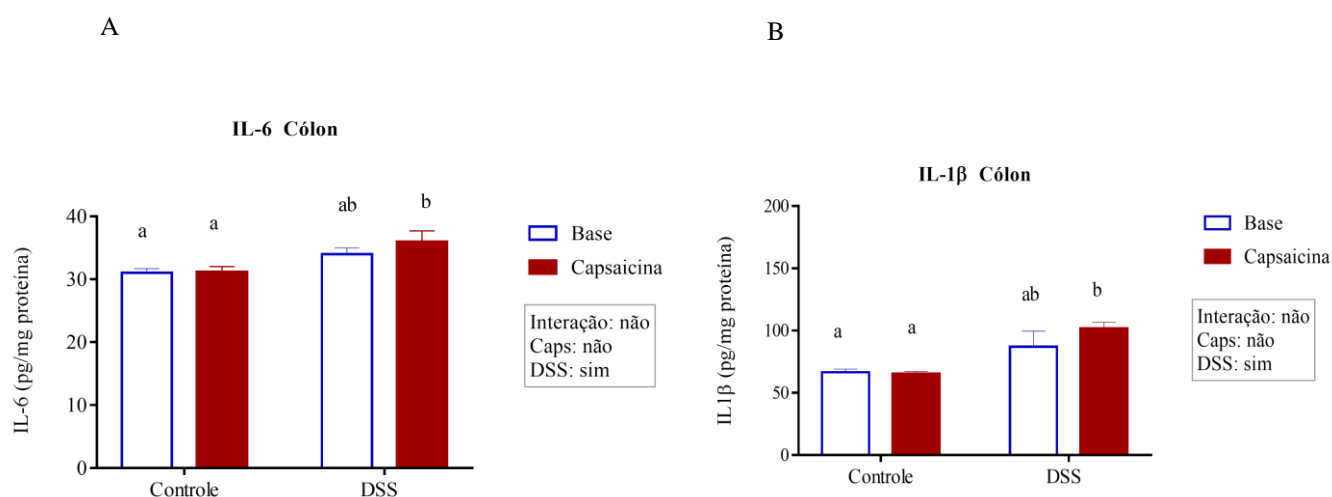 A
IL-6 Cólon
IL-6 (pg/mg proteína)
40
30
20
10
0
a
a
ab
b
Controle
DSS
Base
Capsaicina
Interação: não
Caps: não
DSS: sim
B
IL-1β Cólon
IL1β (pg/mg proteína)
200
150
100
50
0
a
a
ab
b
Controle
DSS
Base
Capsaicina
Interação: não
Caps: não
DSS: sim